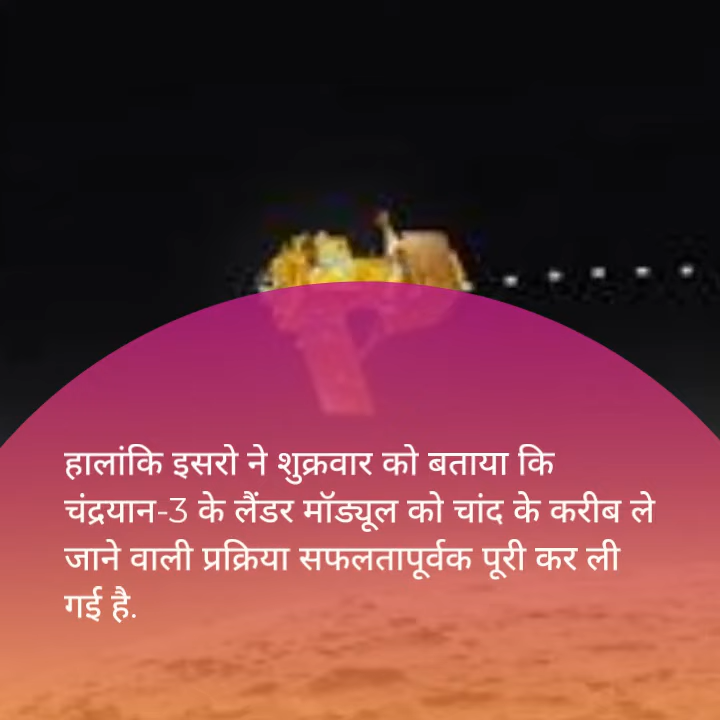 हालांकि इसरो ने शुक्रवार को बताया कि
चंद्रयान-3 के लैंडर मॉड्यूल को चांद के करीब ले
जाने वाली प्रक्रिया सफलतापूर्वक पूरी कर ली
गई है.